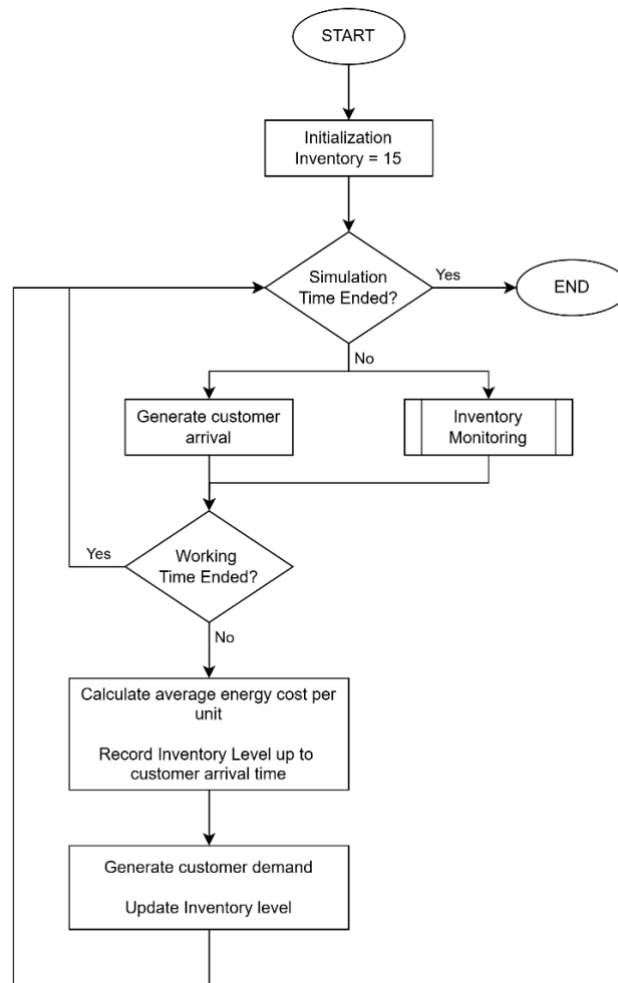 START
Initialization
Inventory = 15
Simulation
Time Ended?
Yes
END
No
Generate customer
arrival
Inventory
Monitoring
Yes
Working
Time Ended?
No
Calculate average energy cost per
unit
Record Inventory Level up to
customer arrival time
Generate customer demand
Update Inventory level